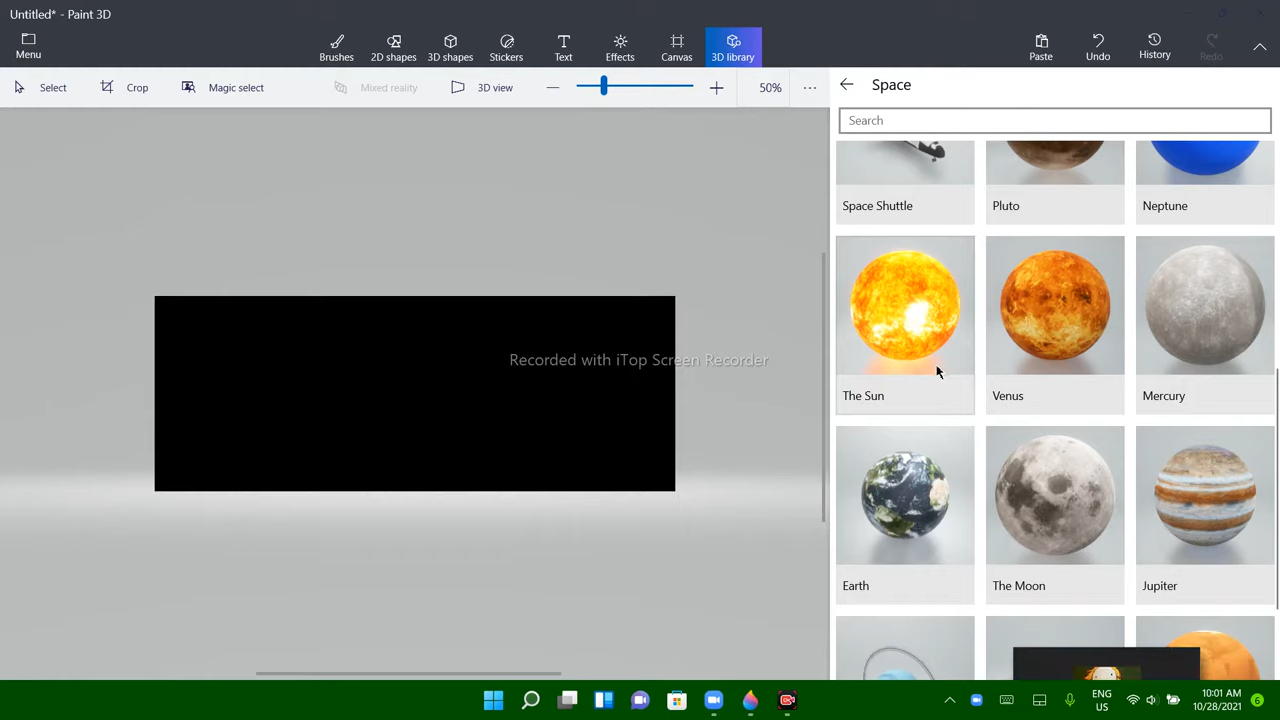 Untitled* - Paint 3D
Menu
Brushes
2D shapes
3D shapes
Stickers
Text
Effects
Canvas
3D library
Paste
Undo
History
Redo
Select
Crop
Magic select
Mixed reality
3D view
50%
Space
Search
Space Shuttle
Pluto
Neptune
The Sun
Venus
Mercury
Earth
The Moon
Jupiter
Recorded with iTop Screen Recorder
ENG
US
10:01 AM
10/28/2021
6